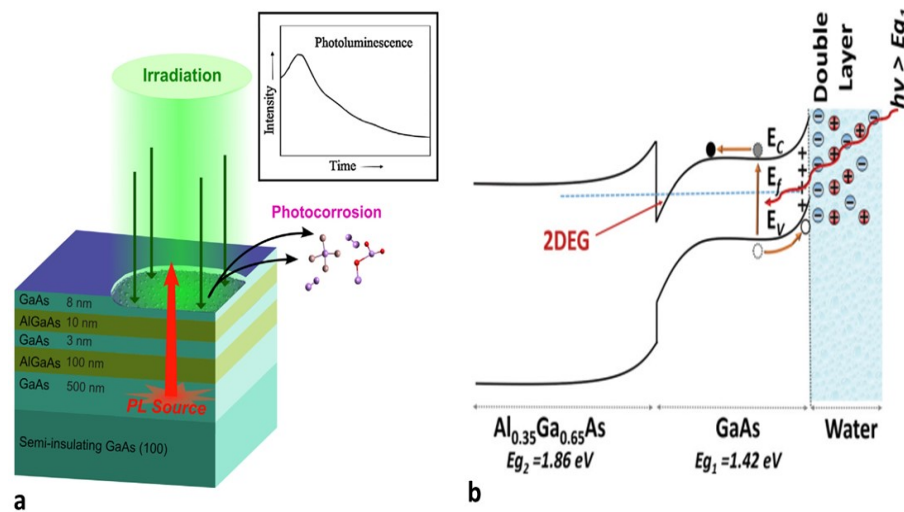 Irradiation
Photoluminescence
Intensity
Time
Photocorrosion
GaAs 8 nm
AlGaAs 10 nm
GaAs 3 nm
AlGaAs 100 nm
GaAs 500 nm
PL Source
Semi-insulating GaAs (100)
a
Double
Layer
hν > Eg₁
E_C
E_f
E_V
2DEG
+ + + + +
Al₀.₃₅Ga₀.₆₅As
Eg₂ =1.86 eV
GaAs
Eg₁ =1.42 eV
Water
b